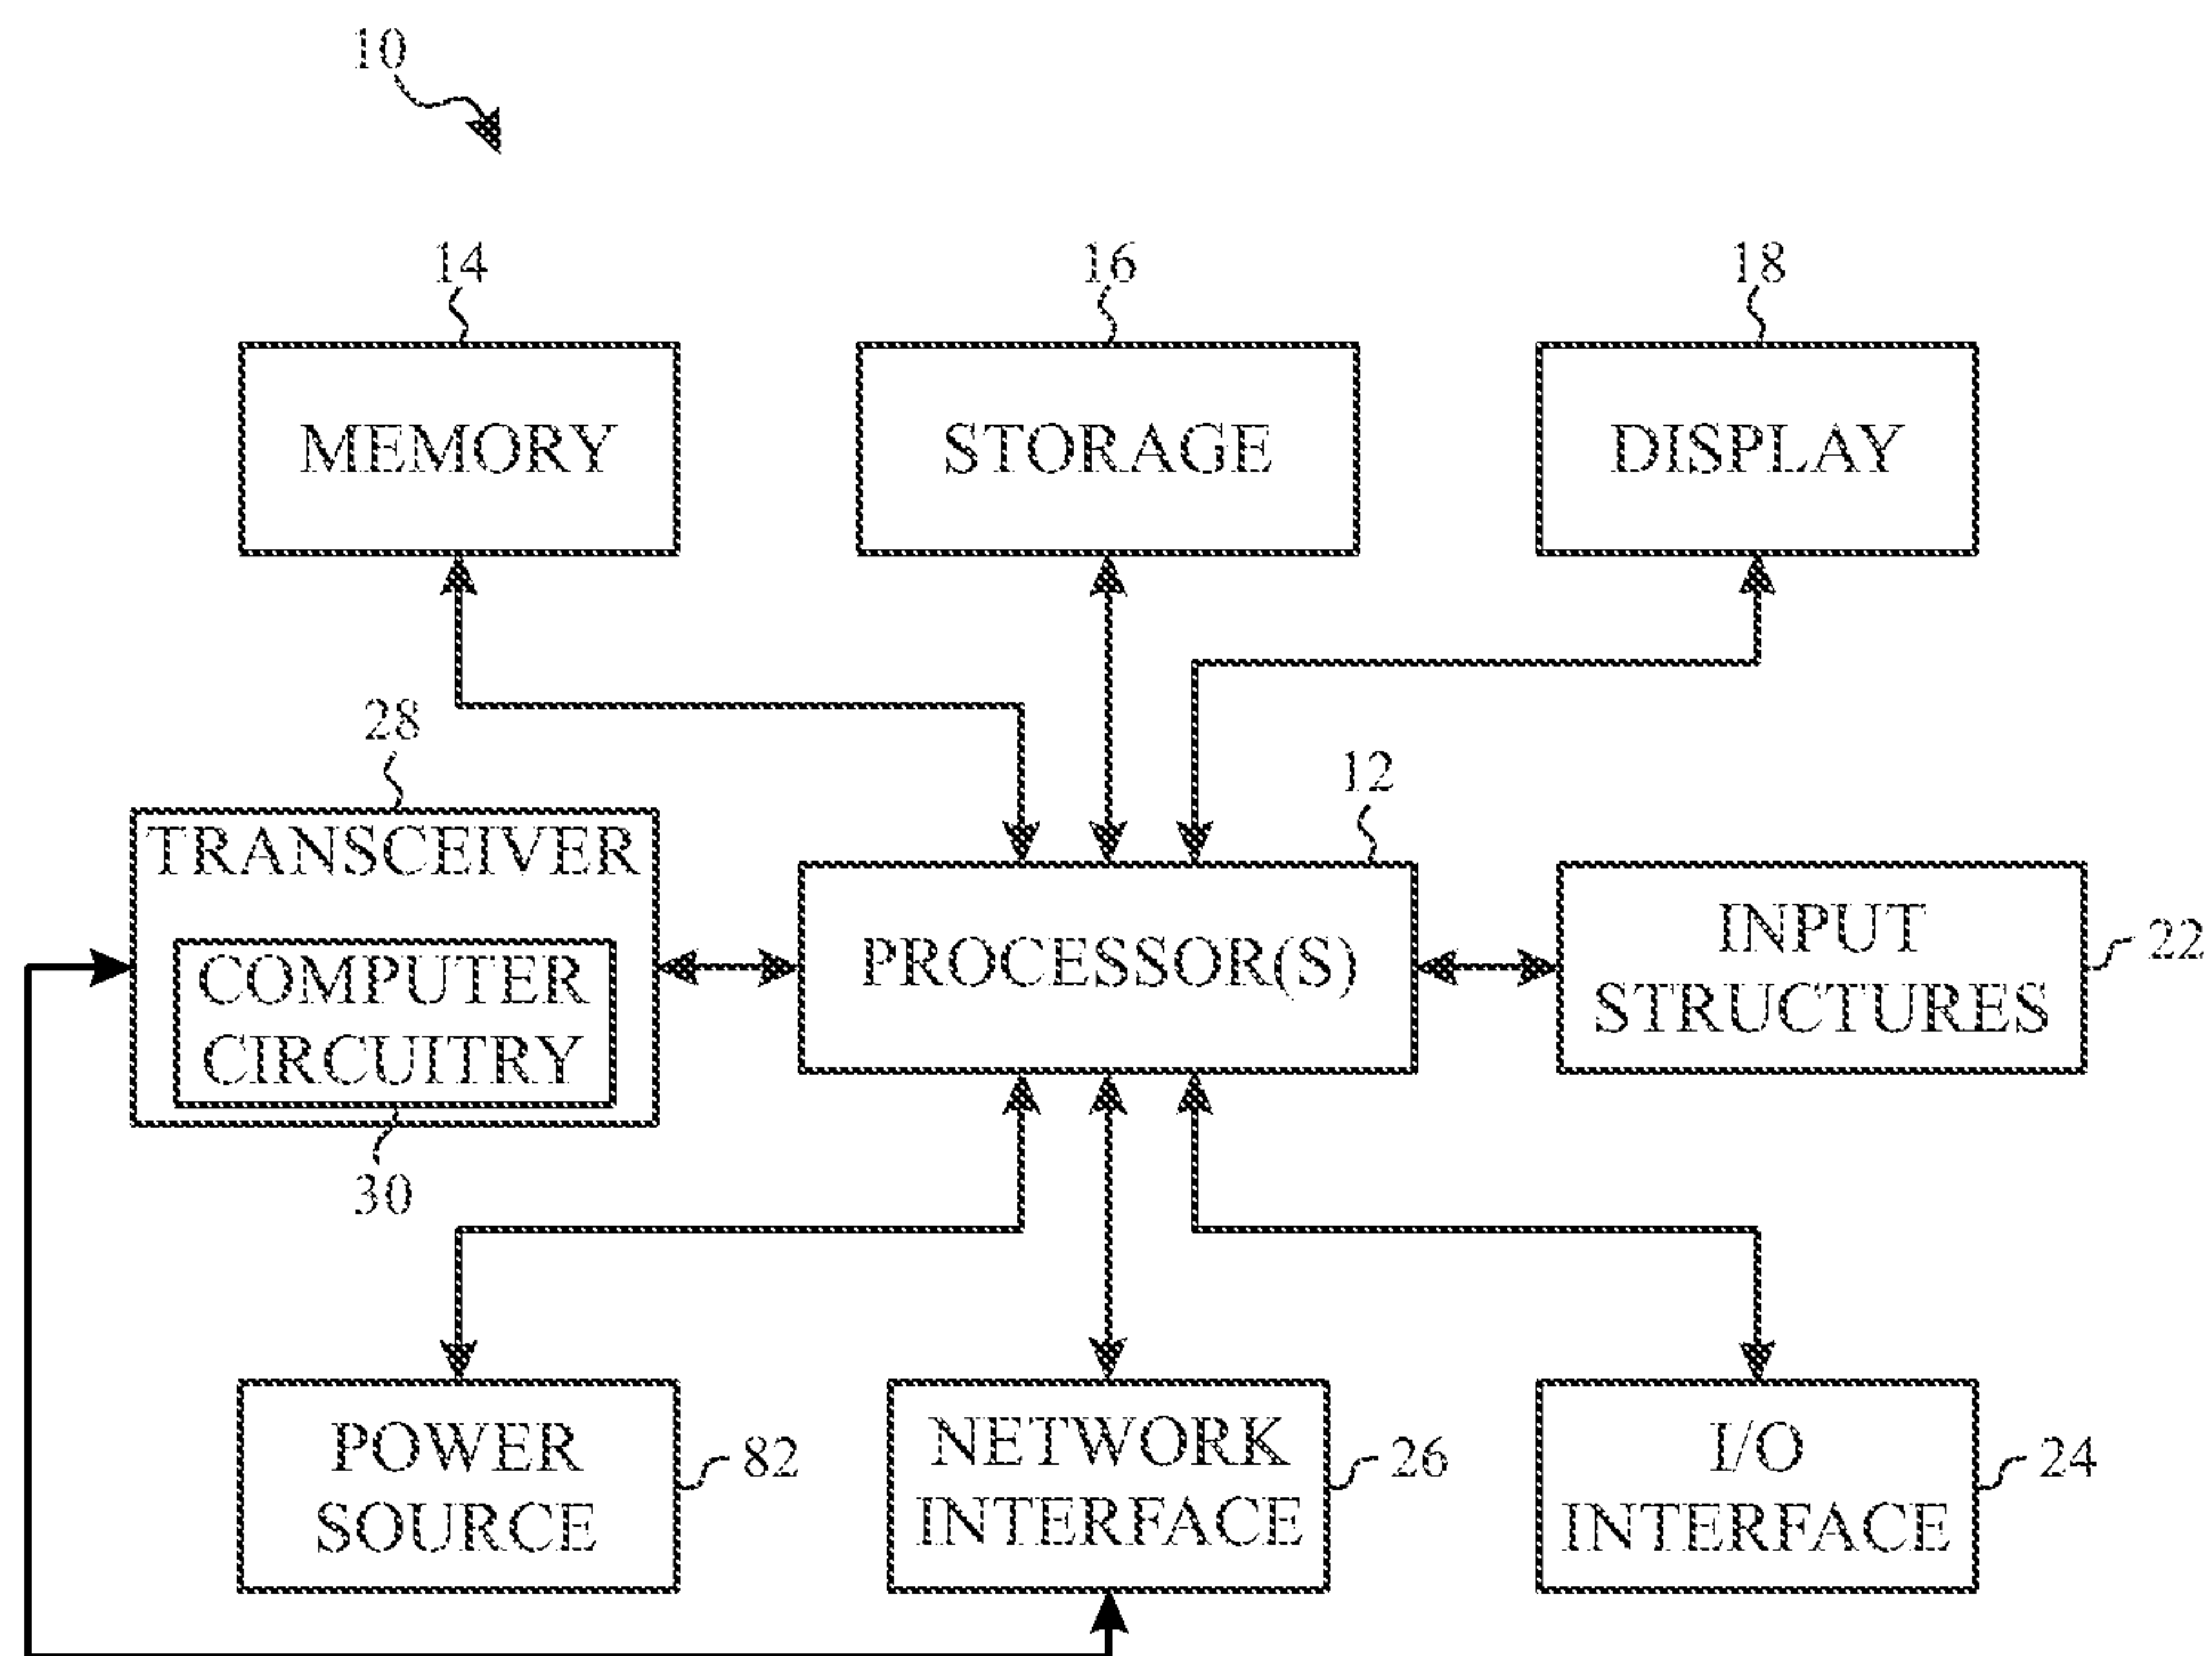 10
14
16
18
MEMORY
STORAGE
DISPLAY
28
12
TRANSCEIVER
COMPUTER
CIRCUITRY
30
PROCESSOR(S)
INPUT
STRUCTURES
22
POWER
SOURCE
82
NETWORK
INTERFACE
26
I/O
INTERFACE
24